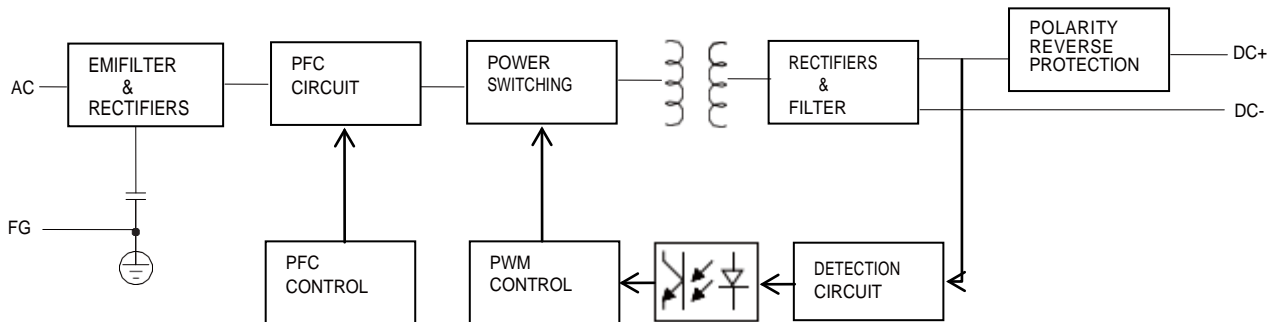 AC
EMIFILTER
&
RECTIFIERS
PFC
CIRCUIT
POWER
SWITCHING
RECTIFIERS
&
FILTER
POLARITY
REVERSE
PROTECTION
DC+
DC-
FG
PFC
CONTROL
PWM
CONTROL
DETECTION
CIRCUIT